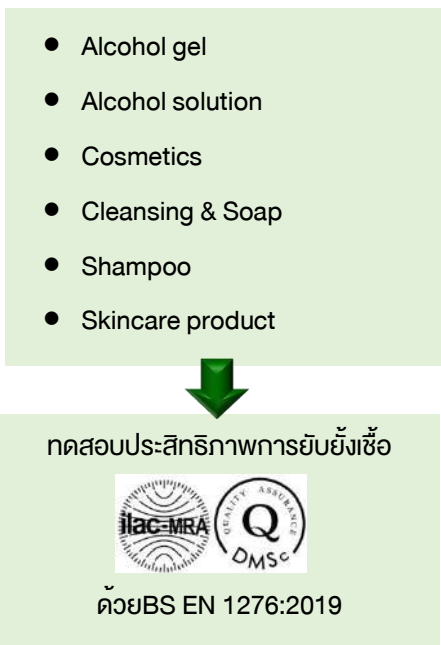 Alcohol gel
Alcohol solution
Cosmetics
Cleansing & Soap
Shampoo
Skincare product
ทดสอบประสิทธิภาพการยับยั้งเชื้อ
ilac-MRA
QUALITY ASSURANCE
Q
DMSc
ด้วยBS EN 1276:2019